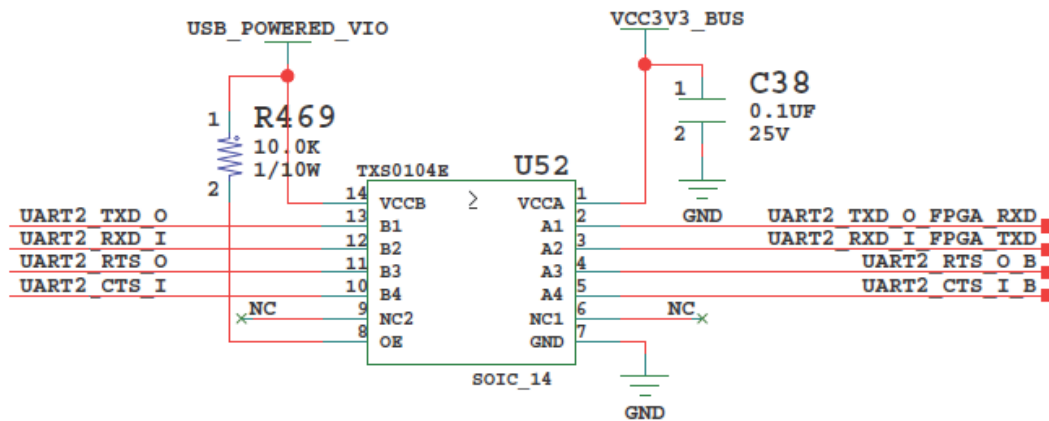 USB_POWERED_VIO
VCC3V3_BUS
1
R469
10.0K
1/10W
2
1
C38
0.1UF
25V
2
GND
TXS0104E
U52
14 VCCB ≥ VCCA 1
UART2_TXD_O 13 B1 A1 2 UART2_TXD_O_FPGA_RXD
UART2_RXD_I 12 B2 A2 3 UART2_RXD_I_FPGA_TXD
UART2_RTS_O 11 B3 A3 4 UART2_RTS_O_B
UART2_CTS_I 10 B4 A4 5 UART2_CTS_I_B
NC 9 NC2 NC1 6 NC
8 OE GND 7
SOIC_14
GND